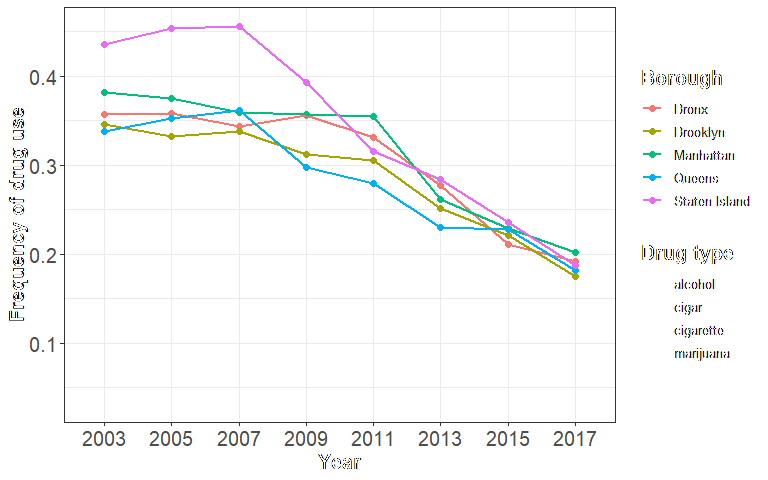 Frequency of drug use
0.4
0.3
0.2
0.1
2003 2005 2007 2009 2011 2013 2015 2017
Year
Borough
Bronx
Brooklyn
Manhattan
Queens
Staten Island
Drug type
alcohol
cigar
cigarette
marijuana